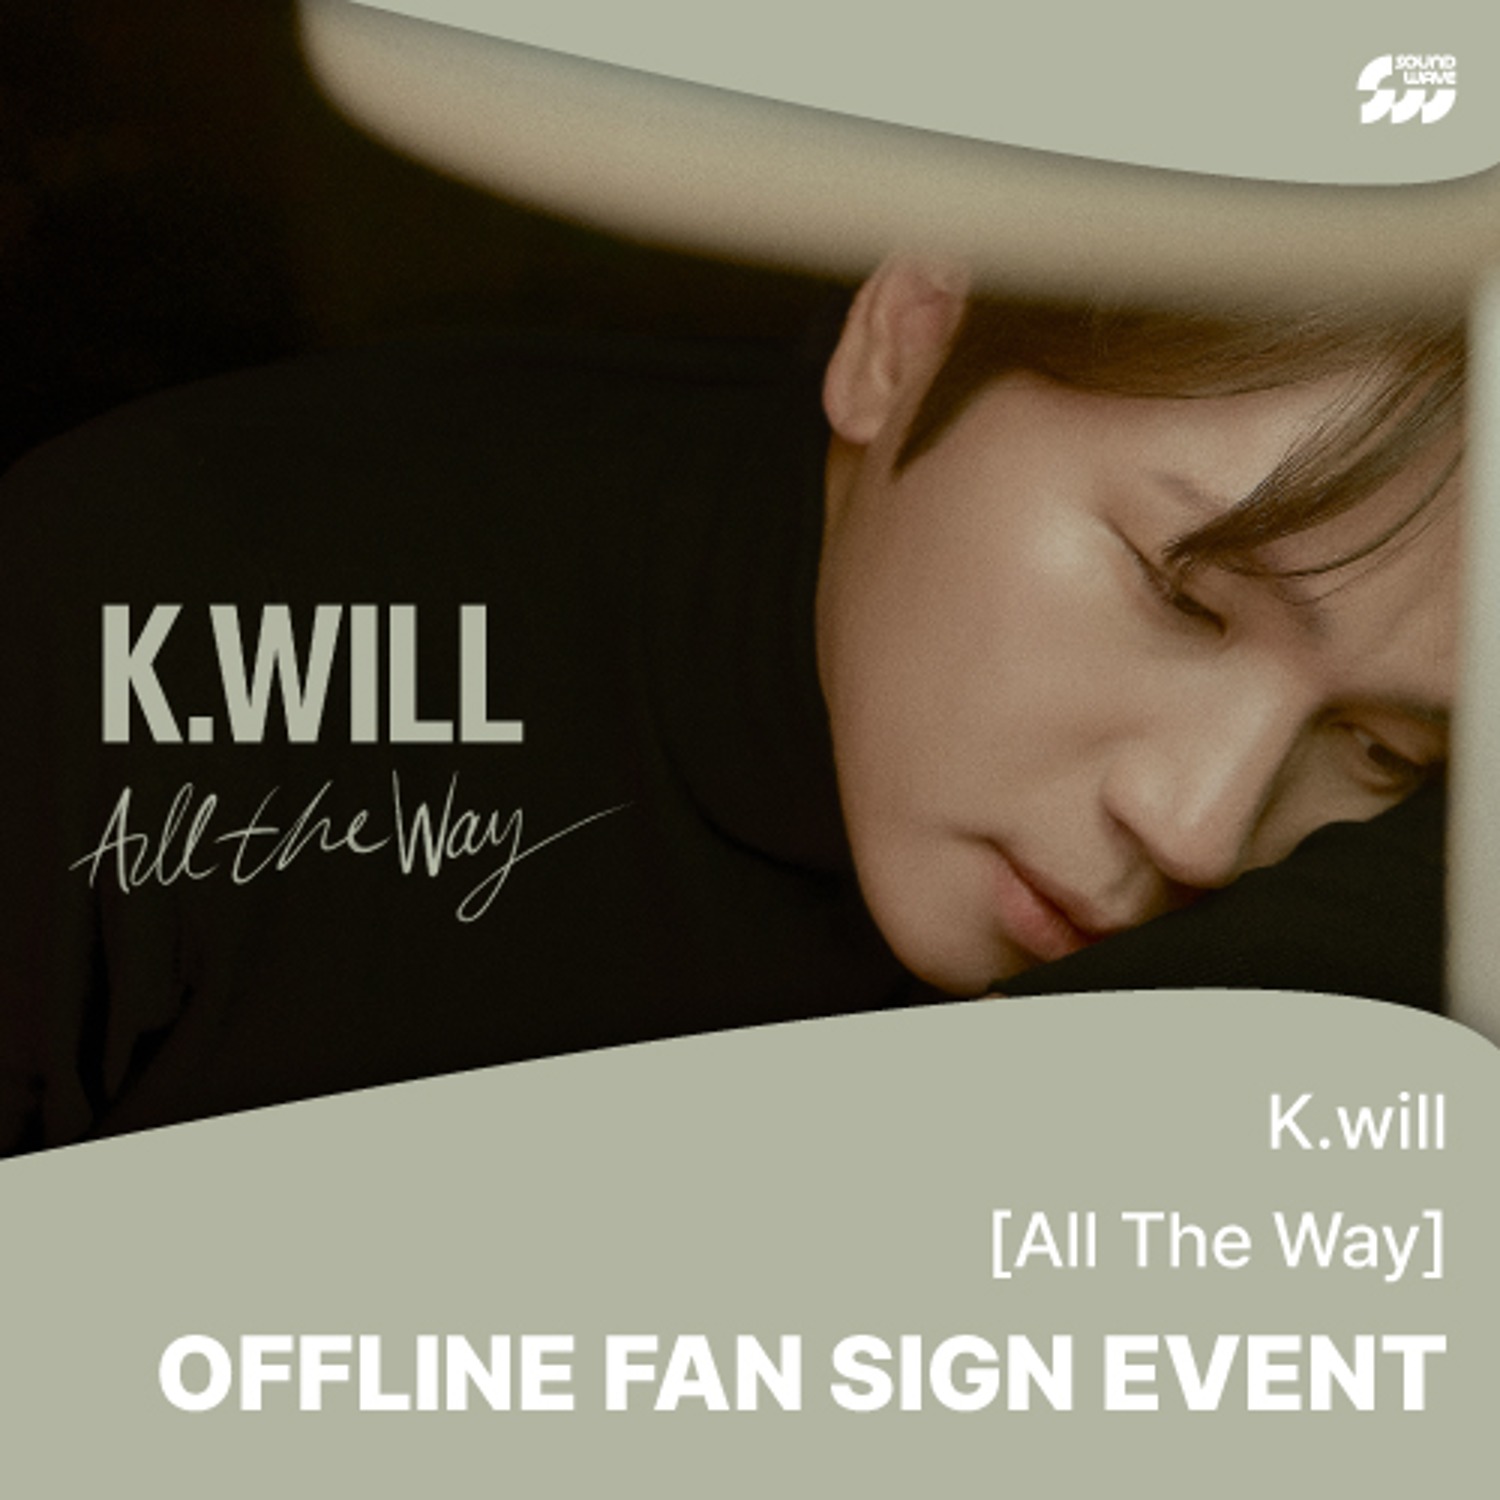 SOUND
WAVE
K.WILL
All the Way
K.will
[All The Way]
OFFLINE FAN SIGN EVENT